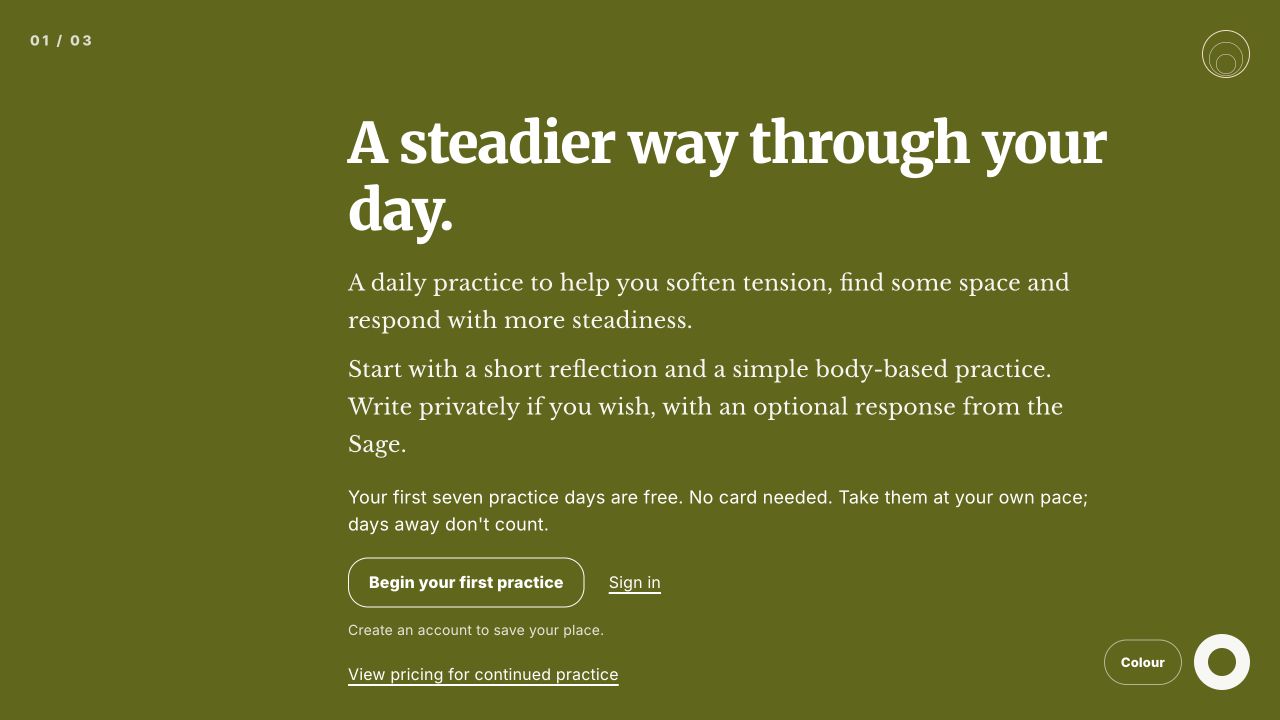 01 / 03
A steadier way through your
day.
A daily practice to help you soften tension, find some space and
respond with more steadiness.
Start with a short reflection and a simple body-based practice.
Write privately if you wish, with an optional response from the
Sage.
Your first seven practice days are free. No card needed. Take them at your own pace;
days away don't count.
Begin your first practice
Sign in
Create an account to save your place.
View pricing for continued practice
Colour